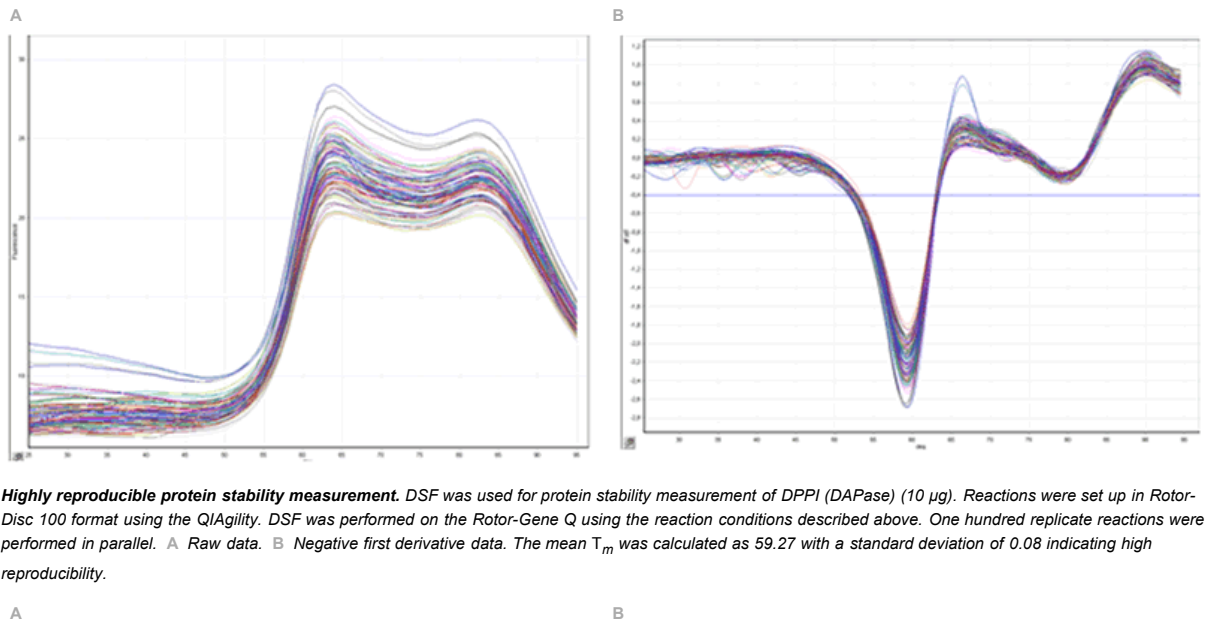 A B
Highly reproducible protein stability measurement. DSF was used for protein stability measurement of DPPI (DAPase) (10 µg). Reactions were set up in Rotor-
Disc 100 format using the QIAgility. DSF was performed on the Rotor-Gene Q using the reaction conditions described above. One hundred replicate reactions were
performed in parallel. A Raw data. B Negative first derivative data. The mean Tm was calculated as 59.27 with a standard deviation of 0.08 indicating high
reproducibility.
A B